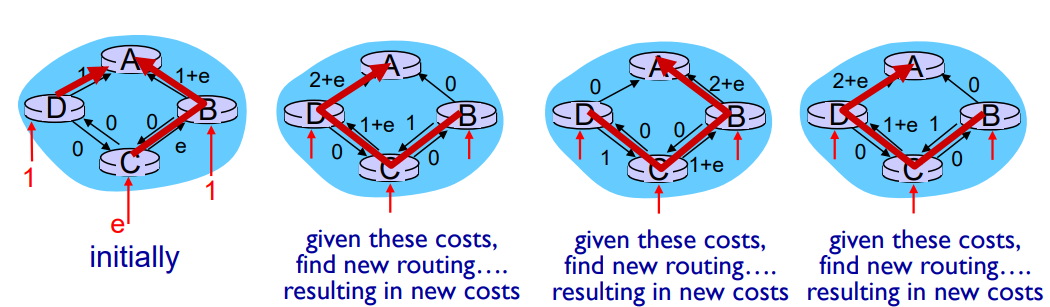 A
1
1+e
D
B
0
0
0
e
C
1
1
e
initially
A
2+e
0
D
B
1+e
1
0
0
C
given these costs,
find new routing....
resulting in new costs
A
0
2+e
D
B
0
0
1
1+e
C
given these costs,
find new routing....
resulting in new costs
A
2+e
0
D
B
1+e
1
0
0
C
given these costs,
find new routing....
resulting in new costs